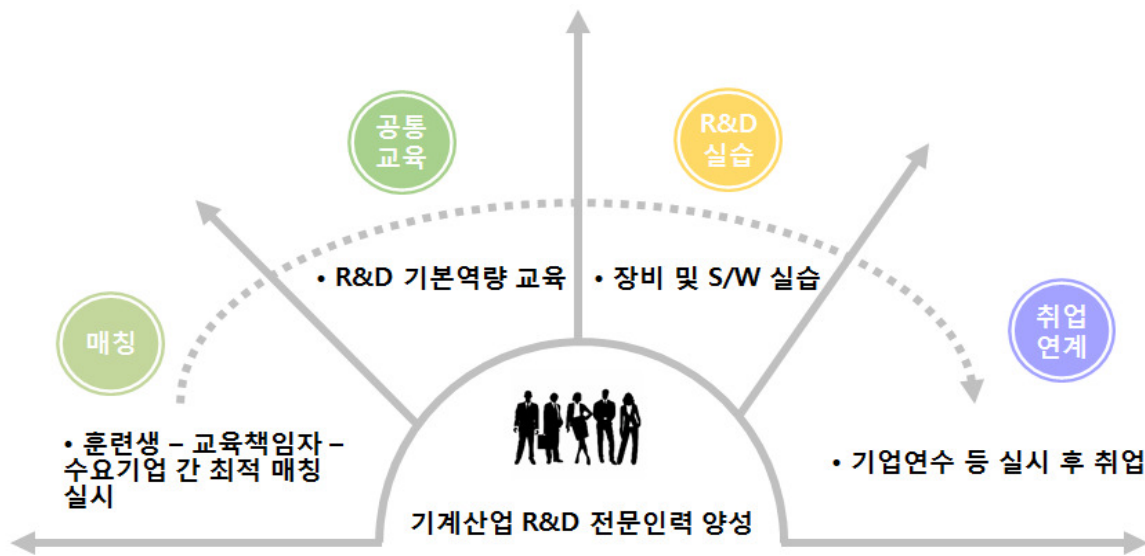 공통
교육
R&D
실습
• R&D 기본역량 교육
• 장비 및 S/W 실습
매칭
취업
연계
• 훈련생 – 교육책임자 –
수요기업 간 최적 매칭
실시
• 기업연수 등 실시 후 취업
기계산업 R&D 전문인력 양성